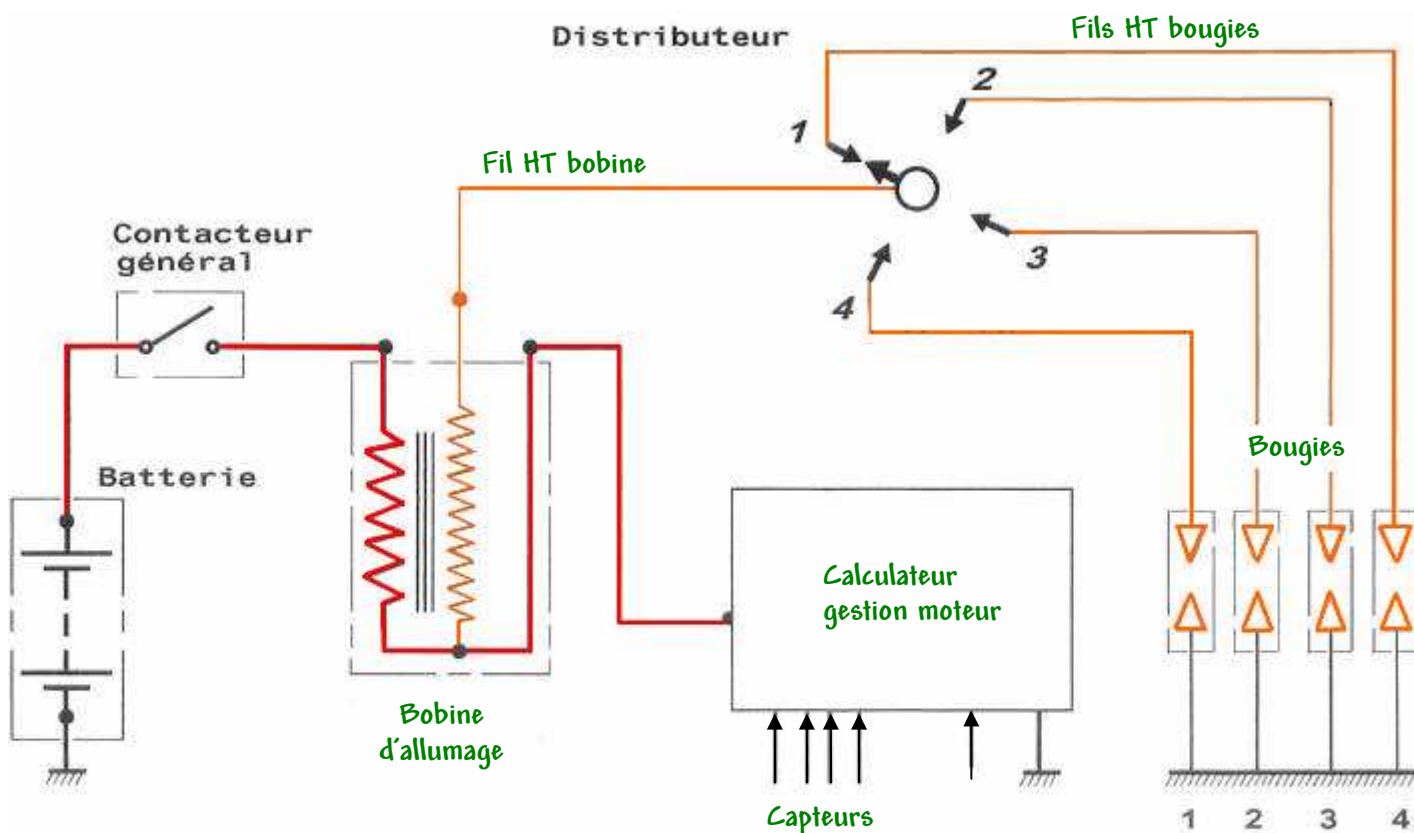 Distributeur
Fils HT bougies
1
2
3
4
Fil HT bobine
Contacteur
général
Batterie
Bougies
Calculateur
gestion moteur
Bobine
d'allumage
Capteurs
1 2 3 4